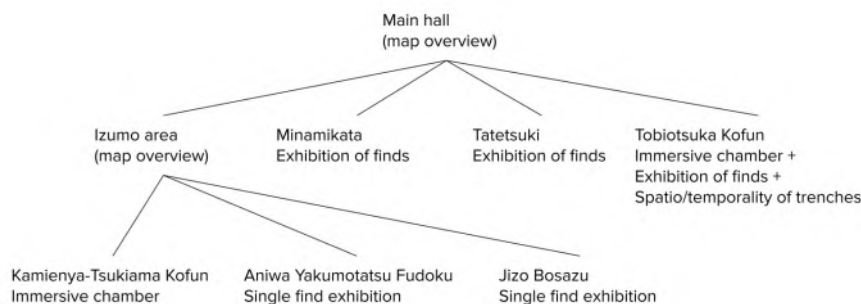 Main hall
(map overview)
Izumo area
(map overview)
Minamikata
Exhibition of finds
Tatetsuki
Exhibition of finds
Tobiotsuka Kofun
Immersive chamber +
Exhibition of finds +
Spatio/temporality of trenches
Kamienya-Tsukiama Kofun
Immersive chamber
Aniwa Yakumotatsu Fudoku
Single find exhibition
Jizo Bosazu
Single find exhibition